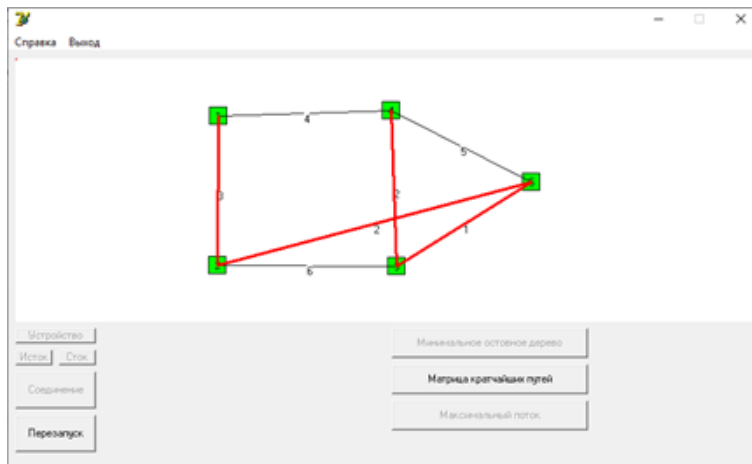 Справка Выход
4
5
3
2
2
1
6
Устройство
Исток Сток
Соединение
Перезапуск
Минимальное остовное дерево
Матрица кратчайших путей
Максимальный поток